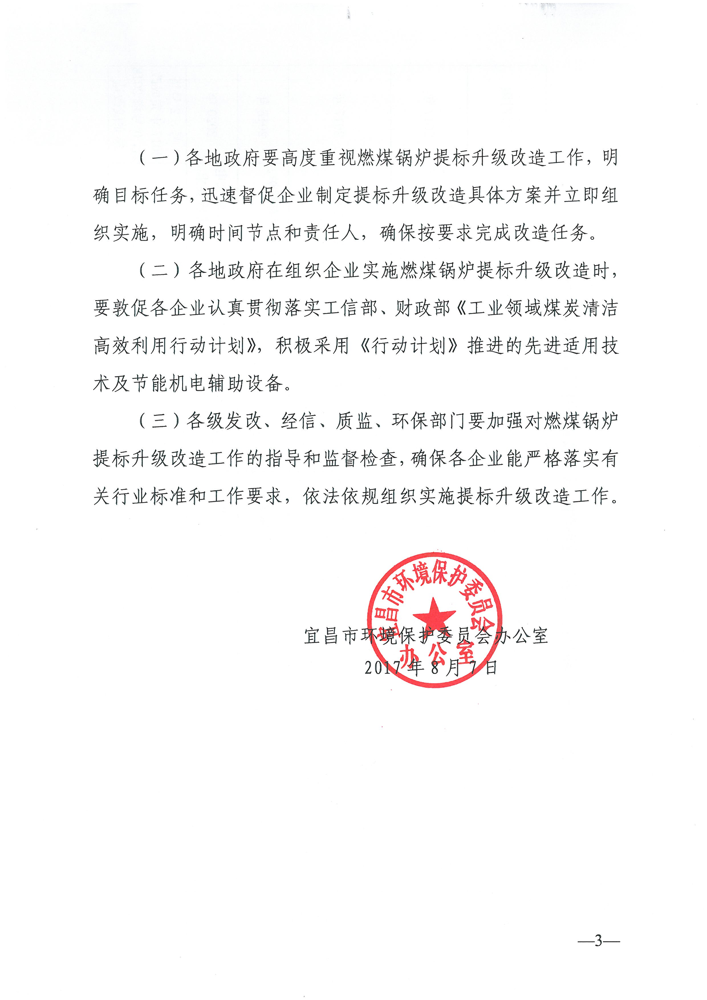 （一）各地政府要高度重视燃煤锅炉提标升级改造工作，明
确目标任务，迅速督促企业制定提标升级改造具体方案并立即组
织实施，明确时间节点和责任人，确保按要求完成改造任务。
（二）各地政府在组织企业实施燃煤锅炉提标升级改造时，
要敦促各企业认真贯彻落实工信部、财政部《工业领域煤炭清洁
高效利用行动计划》，积极采用《行动计划》推进的先进适用技
术及节能机电辅助设备。
（三）各级发改、经信、质监、环保部门要加强对燃煤锅炉
提标升级改造工作的指导和监督检查，确保各企业能严格落实有
关行业标准和工作要求，依法依规组织实施提标升级改造工作。
宜昌市环境保护委员会
办公室
宜昌市环境保护委员会办公室
2017年8月7日
—3—